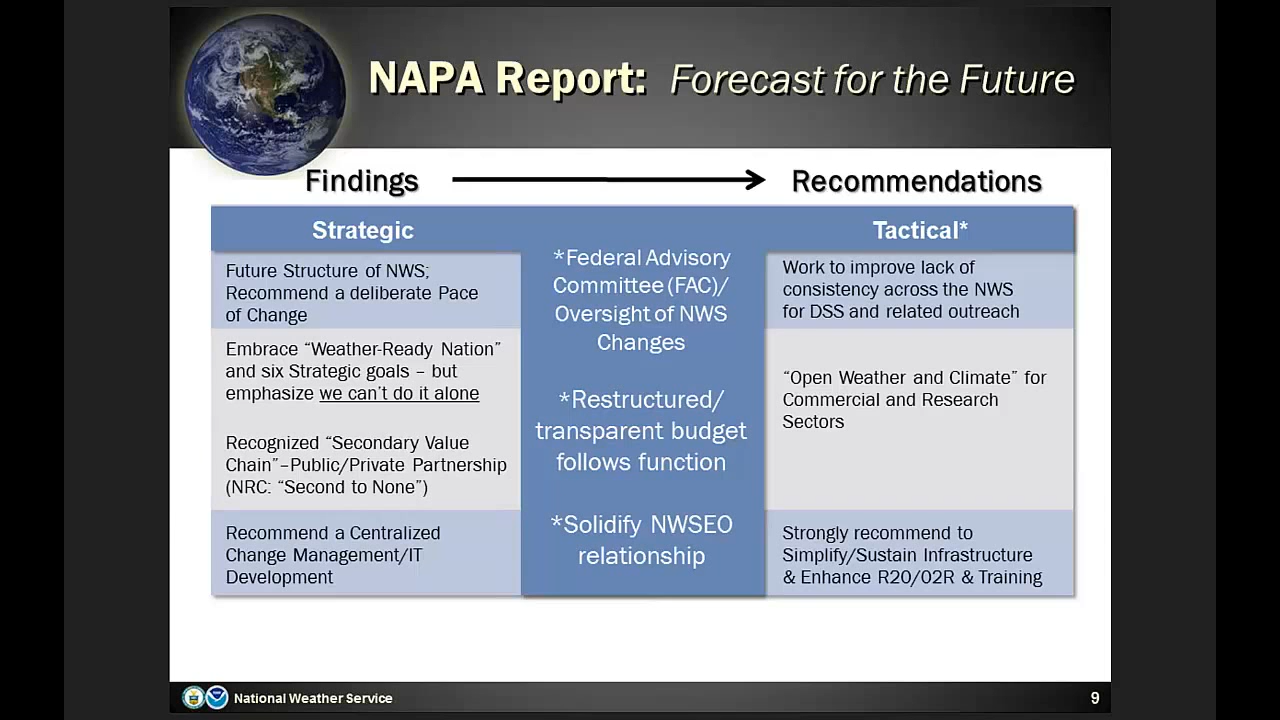 NAPA Report: Forecast for the Future
Findings
Recommendations
Strategic
Future Structure of NWS;
Recommend a deliberate Pace
of Change
Embrace “Weather-Ready Nation”
and six Strategic goals – but
emphasize we can’t do it alone
Recognized “Secondary Value
Chain”–Public/Private Partnership
(NRC: “Second to None”)
Recommend a Centralized
Change Management/IT
Development
*Federal Advisory
Committee (FAC)/
Oversight of NWS
Changes
*Restructured/
transparent budget
follows function
*Solidify NWSEO
relationship
Tactical*
Work to improve lack of
consistency across the NWS
for DSS and related outreach
“Open Weather and Climate” for
Commercial and Research
Sectors
Strongly recommend to
Simplify/Sustain Infrastructure
& Enhance R20/02R & Training
National Weather Service
9